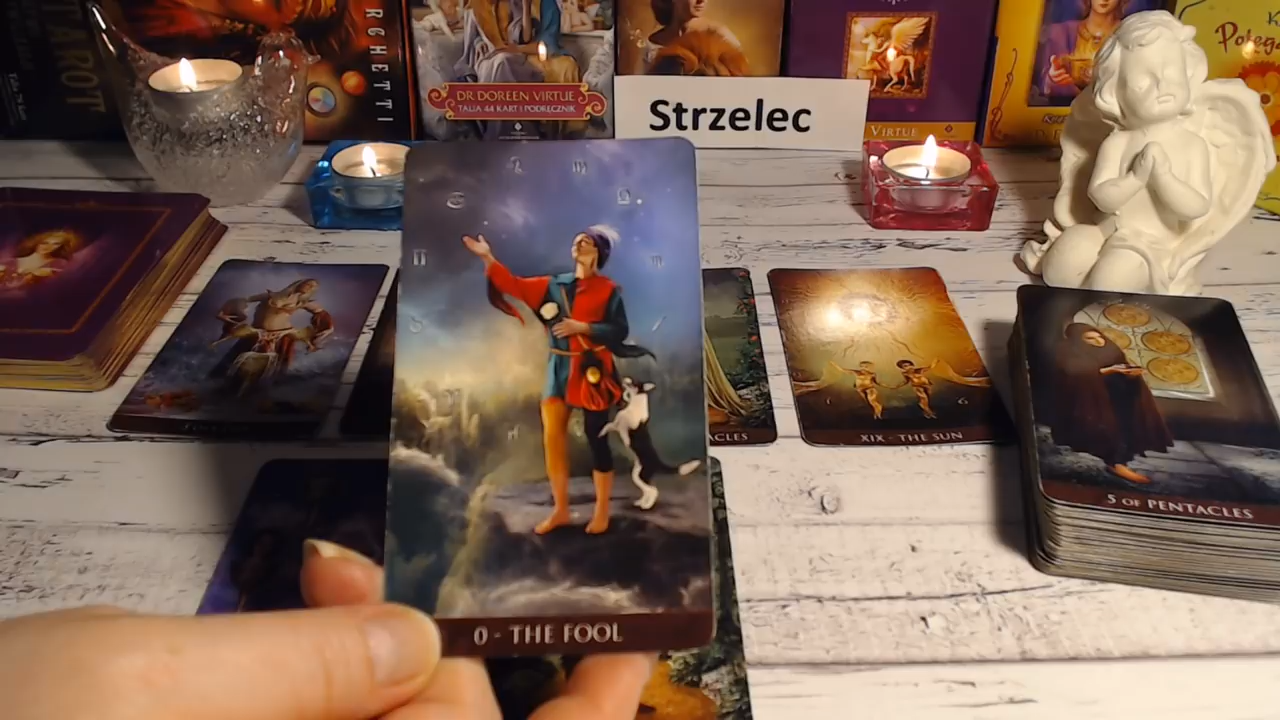 TAROT
RCHETTI
DR DOREEN VIRTUE
TALIA 44 KART I PODRĘCZNIK
Strzelec
VIRTUE
ACLES
XIX - THE SUN
5 OF PENTACLES
0 - THE FOOL